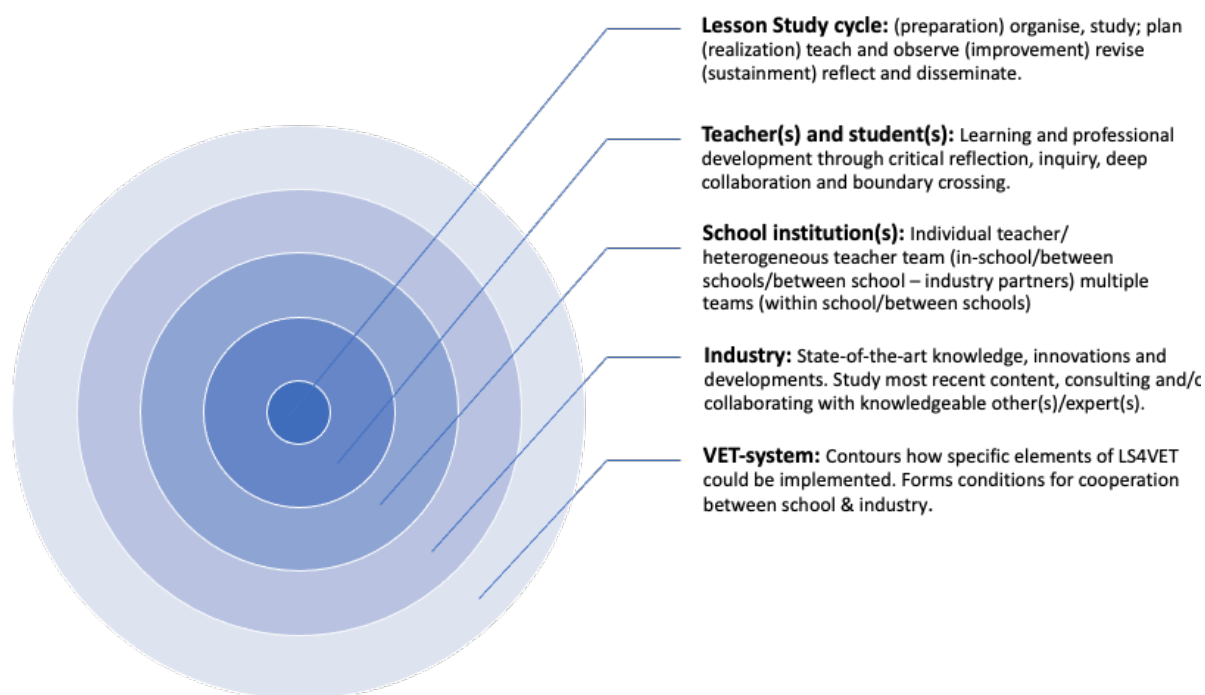 Lesson Study cycle: (preparation) organise, study; plan
(realization) teach and observe (improvement) revise
(sustainment) reflect and disseminate.
Teacher(s) and student(s): Learning and professional
development through critical reflection, inquiry, deep
collaboration and boundary crossing.
School institution(s): Individual teacher/
heterogeneous teacher team (in-school/between
schools/between school – industry partners) multiple
teams (within school/between schools)
Industry: State-of-the-art knowledge, innovations and
developments. Study most recent content, consulting
collaborating with knowledgeable other(s)/expert(s).
VET-system: Contours how specific elements of LS4VET
could be implemented. Forms conditions for cooperation
between school & industry.